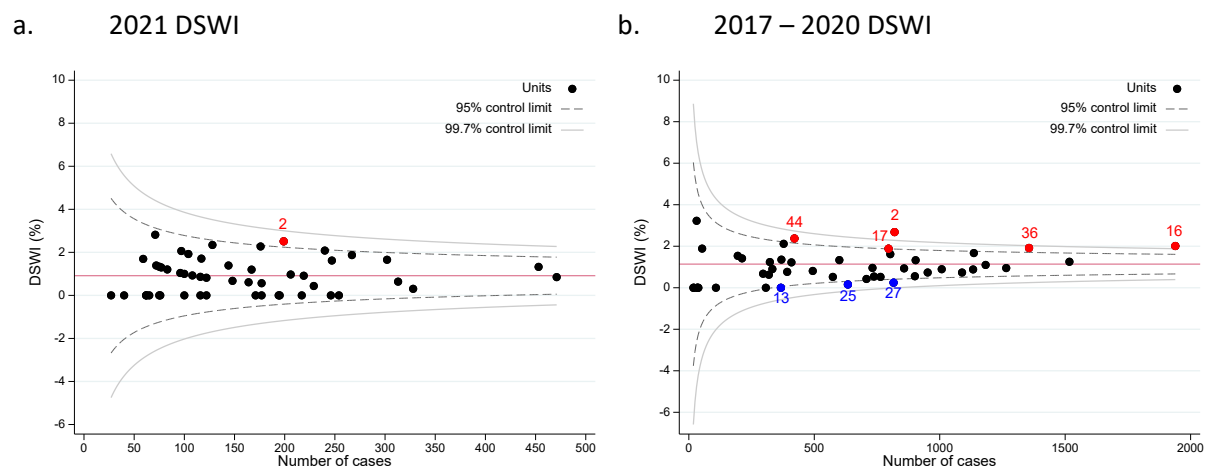 a. 2021 DSWI
10
8
6
4
2
0
-2
-4
-6
DSWI (%)
Units
95% control limit
99.7% control limit
2
0 50 100 150 200 250 300 350 400 450 500
Number of cases
b. 2017 – 2020 DSWI
10
8
6
4
2
0
-2
-4
-6
DSWI (%)
Units
95% control limit
99.7% control limit
44
2
17
36
16
13
25
27
0 500 1000 1500 2000
Number of cases